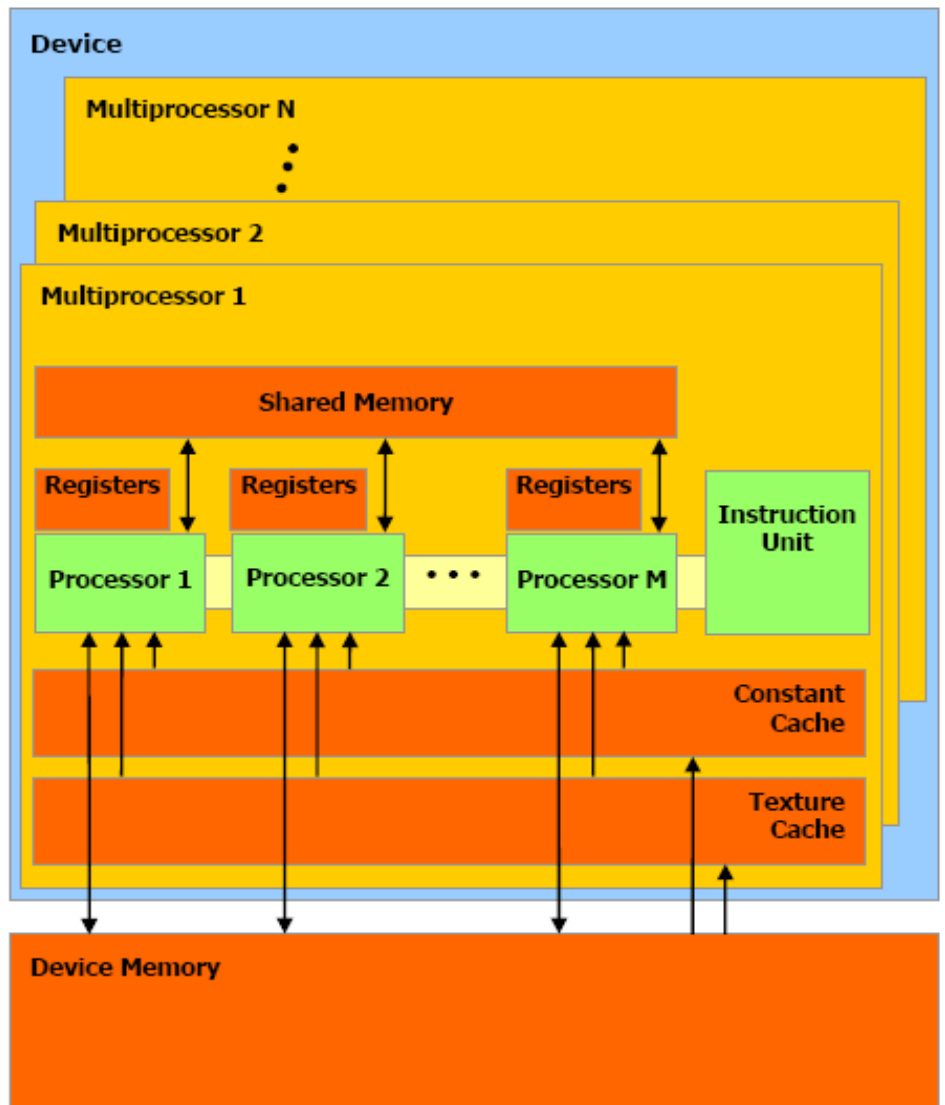 Device
Multiprocessor N
Multiprocessor 2
Multiprocessor 1
Shared Memory
Registers
Registers
Registers
Instruction
Unit
Processor 1
Processor 2
Processor M
Constant
Cache
Texture
Cache
Device Memory